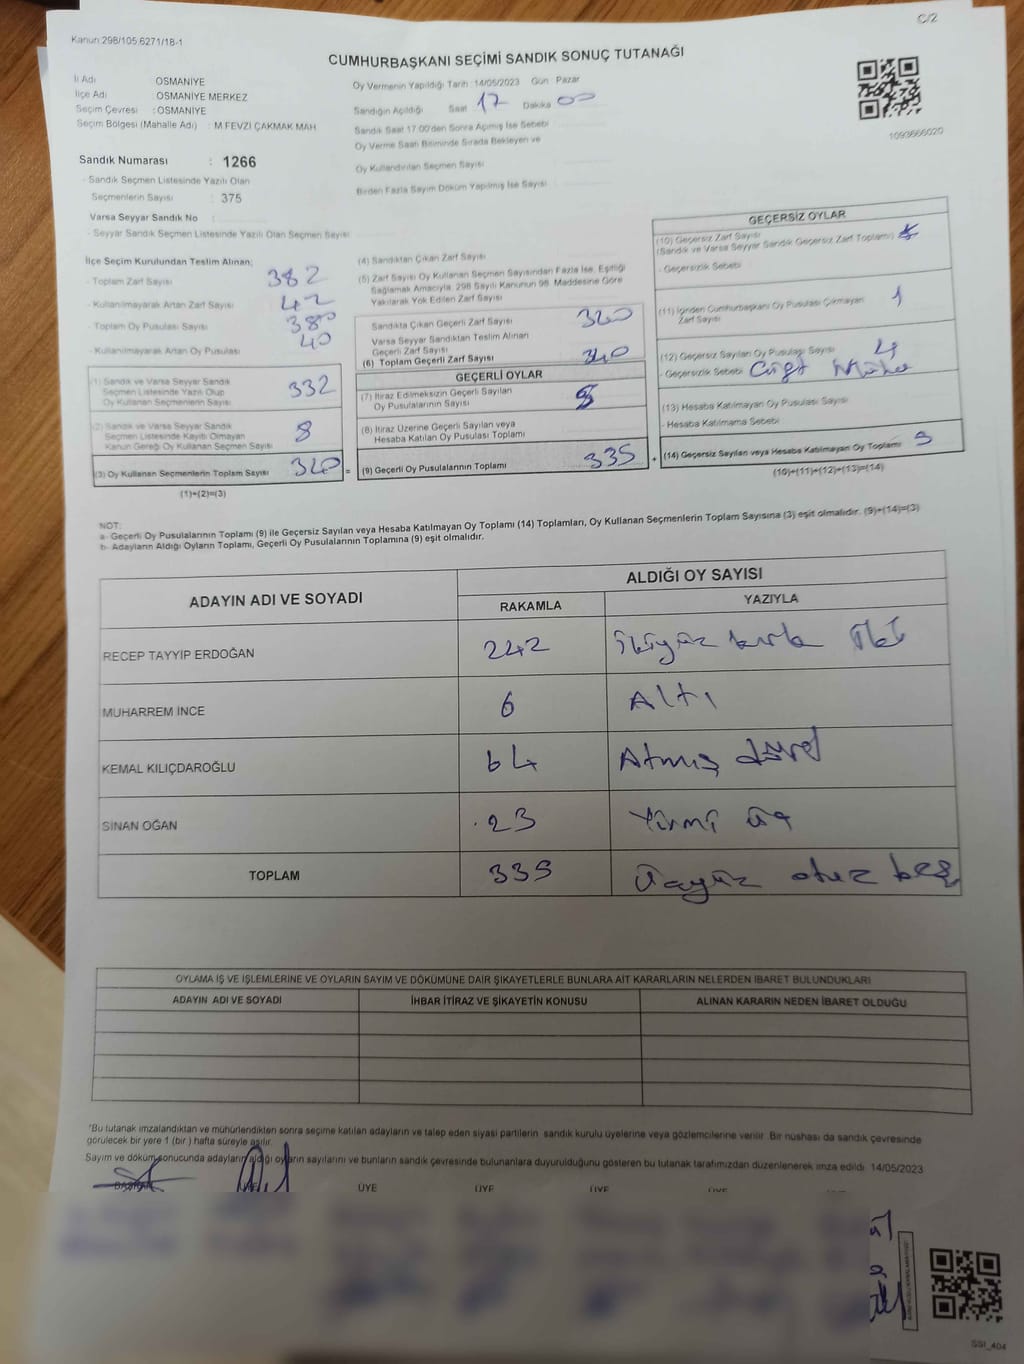 C/2
Kanun:298/105.6271/18-1
CUMHURBAŞKANI SEÇİMİ SANDIK SONUÇ TUTANAĞI
İl Adı OSMANİYE
İlçe Adı OSMANİYE MERKEZ
Seçim Çevresi : OSMANİYE
Seçim Bölgesi (Mahalle Adı) : M.FEVZİ ÇAKMAK MAH
Sandık Numarası : 1266
- Sandık Seçmen Listesinde Yazılı Olan
Seçmenlerin Sayısı : 375
Varsa Seyyar Sandık No :
- Seyyar Sandık Seçmen Listesinde Yazılı Olan Seçmen Sayısı
Oy Vermenin Yapıldığı Tarih :14/05/2023 Gün Pazar
Sandığın Açıldığı Saat 17 Dakika 00
Sandık Saat 17:00'den Sonra Açımış İse Sebebi
Oy Verme Saati Bitiminde Sırada Bekleyen ve
Oy Kullandırılan Seçmen Sayısı
Birden Fazla Sayım Döküm Yapılmış İse Sayısı
1093666020
İlçe Seçim Kurulundan Teslim Alınan;
- Toplam Zarf Sayısı 382
- Kullanılmayarak Artan Zarf Sayısı 42
- Toplam Oy Pusulası Sayısı 380
- Kullanılmayarak Artan Oy Pusulası 40
(1) Sandık ve Varsa Seyyar Sandık
Seçmen Listesinde Yazılı Olup
Oy Kullanan Seçmenlerin Sayısı 332
(2) Sandık ve Varsa Seyyar Sandık
Seçmen Listesinde Kayıtlı Olmayan
Kanun Gereği Oy Kullanan Seçmen Sayısı 8
(3) Oy Kullanan Seçmenlerin Toplam Sayısı 340 =
(1)+(2)=(3)
(4) Sandıktan Çıkan Zarf Sayısı
(5) Zarf Sayısı Oy Kullanan Seçmen Sayısından Fazla İse, Eşitliği
Sağlamak Amacıyla, 298 Sayılı Kanunun 98. Maddesine Göre
Yakılarak Yok Edilen Zarf Sayısı
Sandıkta Çıkan Geçerli Zarf Sayısı 340
Varsa Seyyar Sandıktan Teslim Alınan
Geçerli Zarf Sayısı
(6) Toplam Geçerli Zarf Sayısı 340
GEÇERLİ OYLAR
(7) İtiraz Edilmeksizin Geçerli Sayılan
Oy Pusulalarının Sayısı
(8) İtiraz Üzerine Geçerli Sayılan veya
Hesaba Katılan Oy Pusulası Toplamı
(9) Geçerli Oy Pusulalarının Toplamı 335 +
GEÇERSİZ OYLAR
(10) Geçersiz Zarf Sayısı
(Sandık ve Varsa Seyyar Sandık Geçersiz Zarf Toplamı)
- Geçersizlik Sebebi
(11) İçinden Cumhurbaşkanı Oy Pusulası Çıkmayan
Zarf Sayısı 1
(12) Geçersiz Sayılan Oy Pusulası Sayısı 4
- Geçersizlik Sebebi Çift Mühür
(13) Hesaba Katılmayan Oy Pusulası Sayısı
- Hesaba Katılmama Sebebi
(14) Geçersiz Sayılan veya Hesaba Katılmayan Oy Toplamı 5
(10)+(11)+(12)+(13)=(14)
NOT:
a- Geçerli Oy Pusulalarının Toplamı (9) ile Geçersiz Sayılan veya Hesaba Katılmayan Oy Toplamı (14) Toplamları, Oy Kullanan Seçmenlerin Toplam Sayısına (3) eşit olmalıdır. (9)+(14)=(3)
b- Adayların Aldığı Oyların Toplamı, Geçerli Oy Pusulalarının Toplamına (9) eşit olmalıdır.
ADAYIN ADI VE SOYADI ALDIĞI OY SAYISI
RAKAMLA YAZIYLA
RECEP TAYYİP ERDOĞAN 242 İkiyüz kırk İki
MUHARREM İNCE 6 Altı
KEMAL KILIÇDAROĞLU 64 Atmış dört
SİNAN OĞAN 23 Yirmi üç
TOPLAM 335 Üçyüz otuz beş
OYLAMA İŞ VE İŞLEMLERİNE VE OYLARIN SAYIM VE DÖKÜMÜNE DAİR ŞİKAYETLERLE BUNLARA AİT KARARLARIN NELERDEN İBARET BULUNDUKLARI
ADAYIN ADI VE SOYADI İHBAR İTİRAZ VE ŞİKAYETİN KONUSU ALINAN KARARIN NEDEN İBARET OLDUĞU
*Bu tutanak imzalandıktan ve mühürlendikten sonra seçime katılan adayların ve talep eden siyasi partilerin sandık kurulu üyelerine veya gözlemcilerine verilir. Bir nüshası da sandık çevresinde
görülecek bir yere 1 (bir) hafta süreyle asılır.
Sayım ve döküm sonucunda adayların aldığı oyların sayılarını ve bunların sandık çevresinde bulunanlara duyurulduğunu gösteren bu tutanak tarafımızdan düzenlenerek imza edildi. 14/05/2023
BAŞKAN ÜYE ÜYE ÜYE ÜYE ÜYE
SSI_404